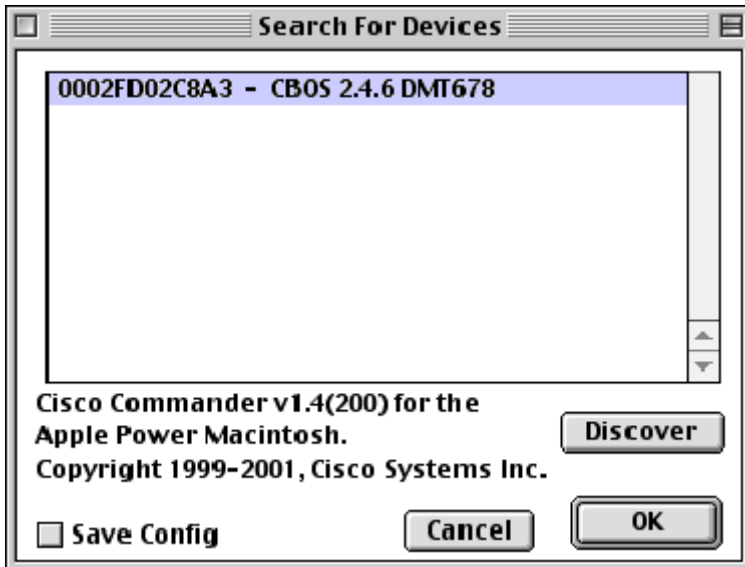 Search For Devices
0002FD02C8A3 - CBOS 2.4.6 DMT678
Cisco Commander v1.4(200) for the
Apple Power Macintosh.
Copyright 1999-2001, Cisco Systems Inc.
Discover
Save Config
Cancel
OK